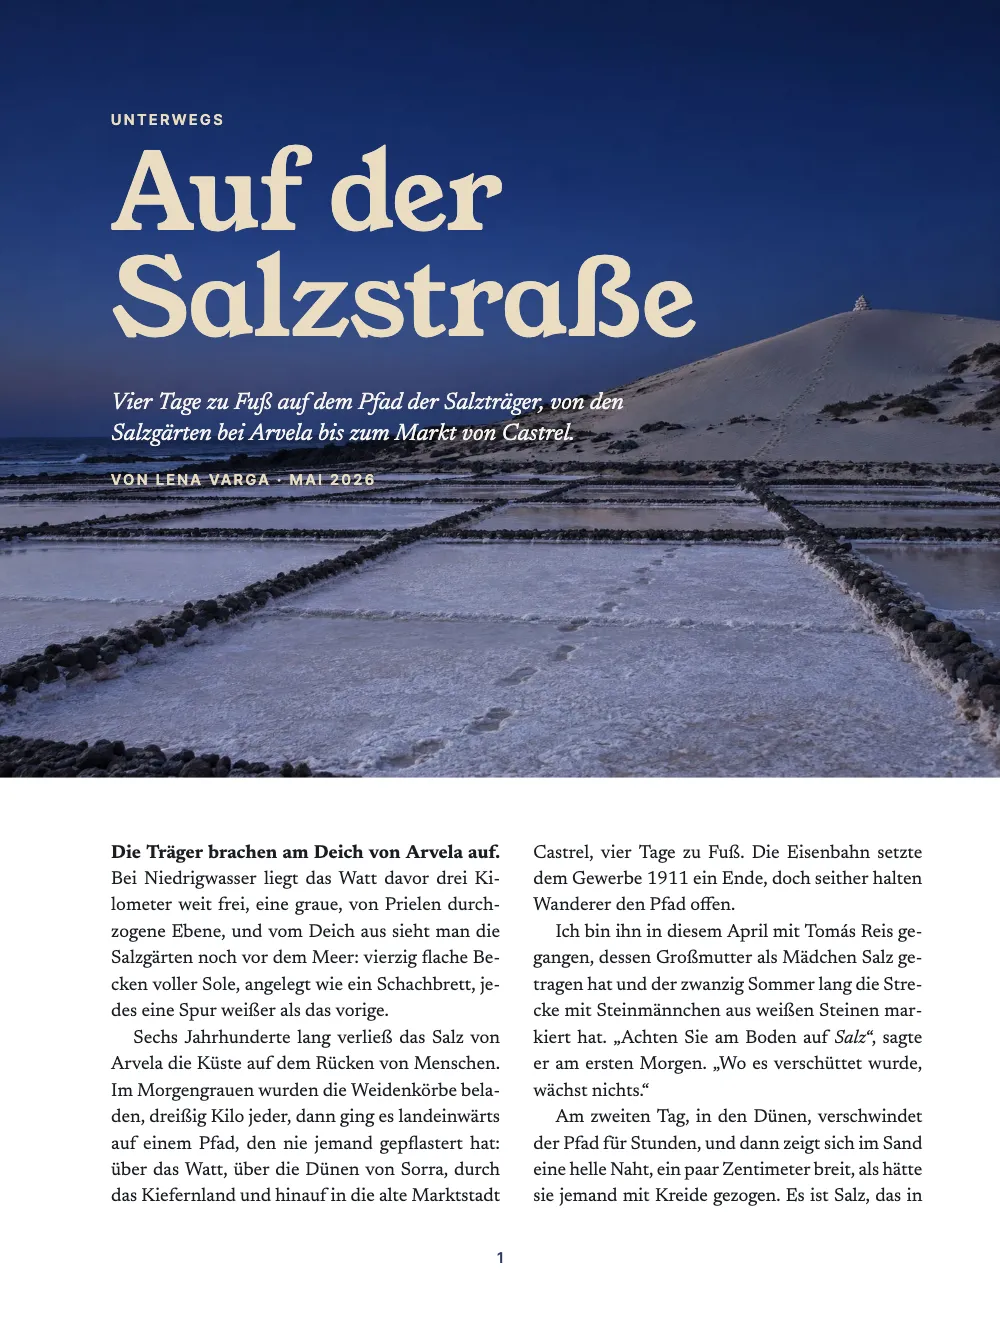 UNTERWEGS
Auf der
Salzstraße
Vier Tage zu Fuß auf dem Pfad der Salzträger, von den
Salzgärten bei Arvela bis zum Markt von Castrel.
VON LENA VARGA · MAI 2026
Die Träger brachen am Deich von Arvela auf.
Bei Niedrigwasser liegt das Watt davor drei Ki-
lometer weit frei, eine graue, von Prielen durch-
zogene Ebene, und vom Deich aus sieht man die
Salzgärten noch vor dem Meer: vierzig flache Be-
cken voller Sole, angelegt wie ein Schachbrett, je-
des eine Spur weißer als das vorige.
Sechs Jahrhunderte lang verließ das Salz von
Arvela die Küste auf dem Rücken von Menschen.
Im Morgengrauen wurden die Weidenkörbe bela-
den, dreißig Kilo jeder, dann ging es landeinwärts
auf einem Pfad, den nie jemand gepflastert hat:
über das Watt, über die Dünen von Sorra, durch
das Kiefernland und hinauf in die alte Marktstadt
Castrel, vier Tage zu Fuß. Die Eisenbahn setzte
dem Gewerbe 1911 ein Ende, doch seither halten
Wanderer den Pfad offen.
Ich bin ihn in diesem April mit Tomás Reis ge-
gangen, dessen Großmutter als Mädchen Salz ge-
tragen hat und der zwanzig Sommer lang die Stre-
cke mit Steinmännchen aus weißen Steinen mar-
kiert hat. „Achten Sie am Boden auf Salz“, sagte
er am ersten Morgen. „Wo es verschüttet wurde,
wächst nichts.“
Am zweiten Tag, in den Dünen, verschwindet
der Pfad für Stunden, und dann zeigt sich im Sand
eine helle Naht, ein paar Zentimeter breit, als hätte
sie jemand mit Kreide gezogen. Es ist Salz, das in
1